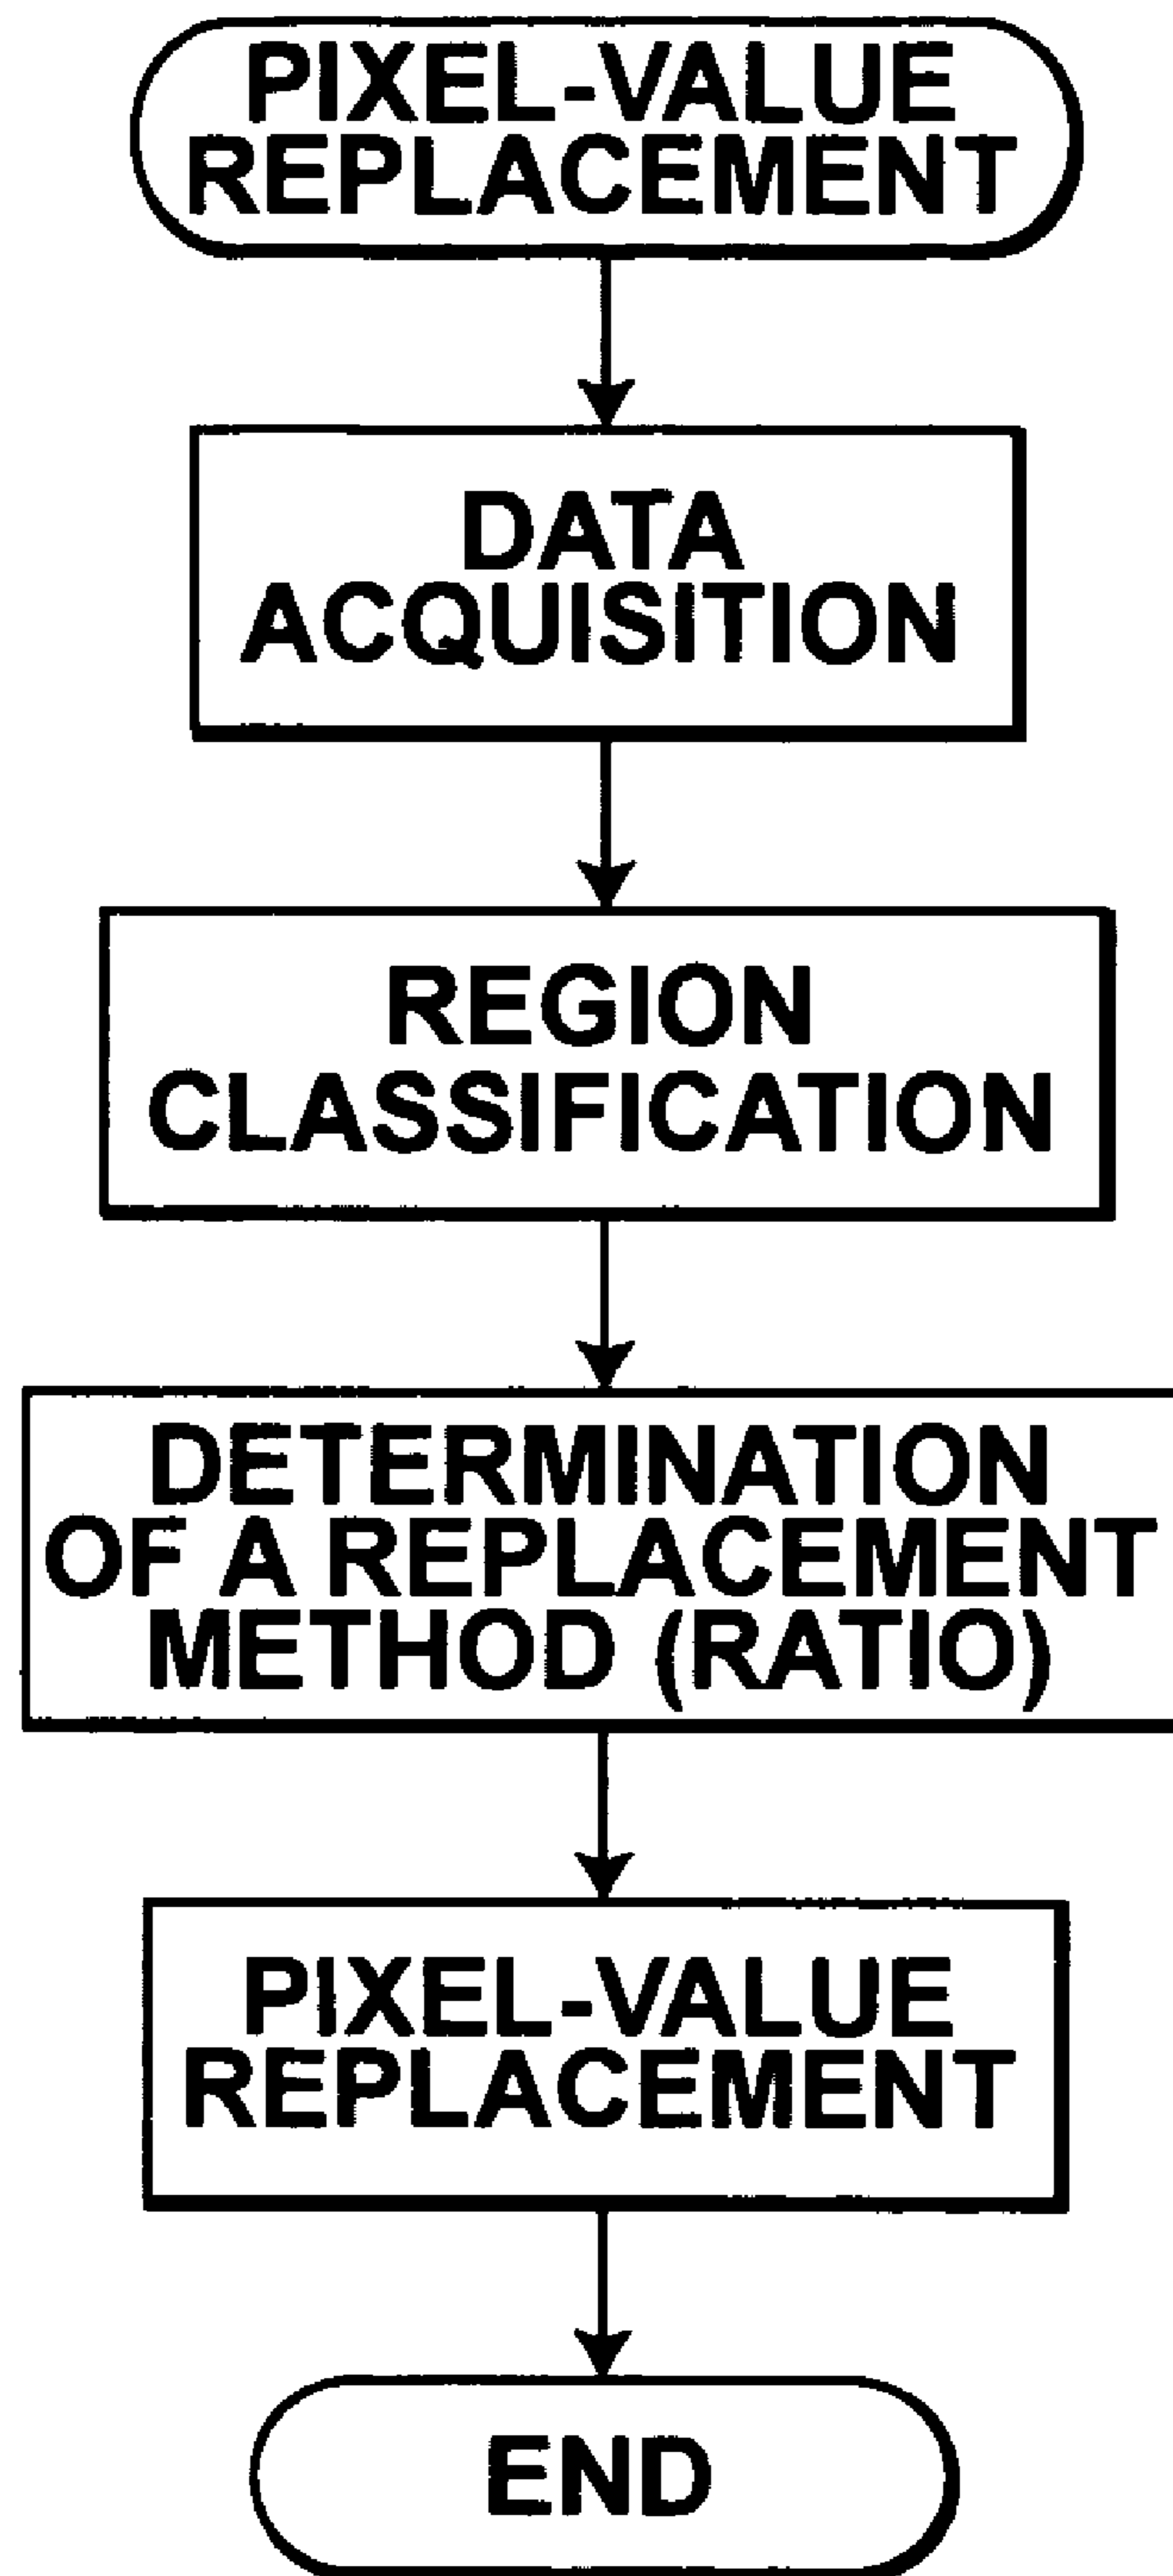 PIXEL-VALUE
REPLACEMENT
DATA
ACQUISITION
REGION
CLASSIFICATION
DETERMINATION
OF A REPLACEMENT
METHOD (RATIO)
PIXEL-VALUE
REPLACEMENT
END